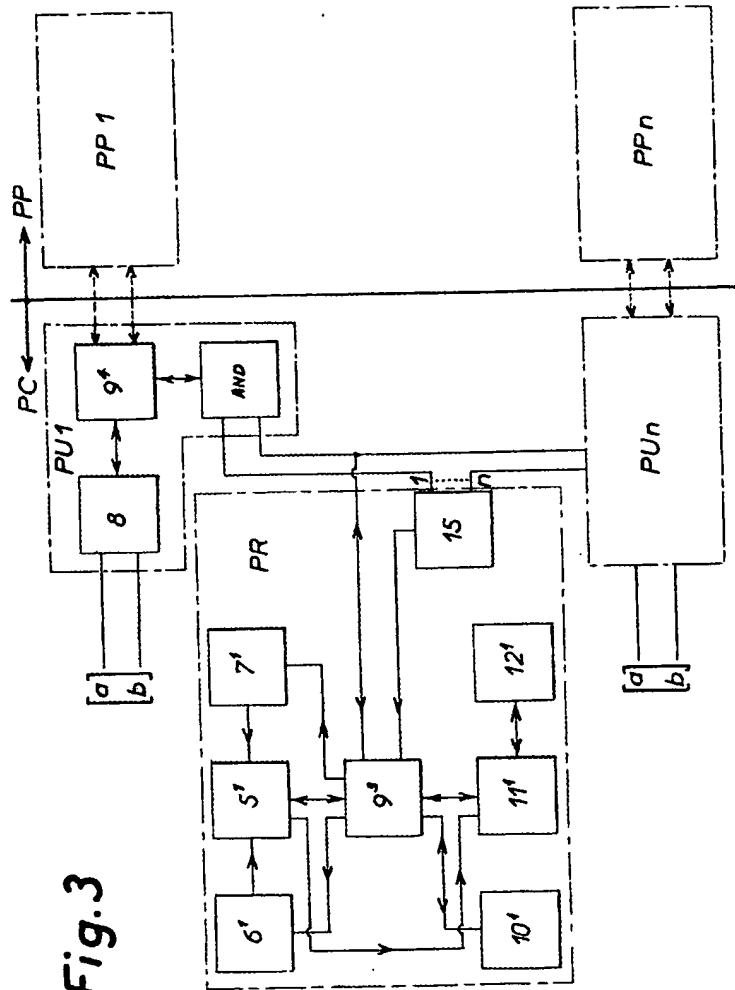 Fig.3
PC PP
PU1
8
9⁴
AND
PP 1
[a
b]
PR
6¹
5¹
7¹
9³
10¹
11¹
12¹
15
1
n
[a
b]
PUn
PPn